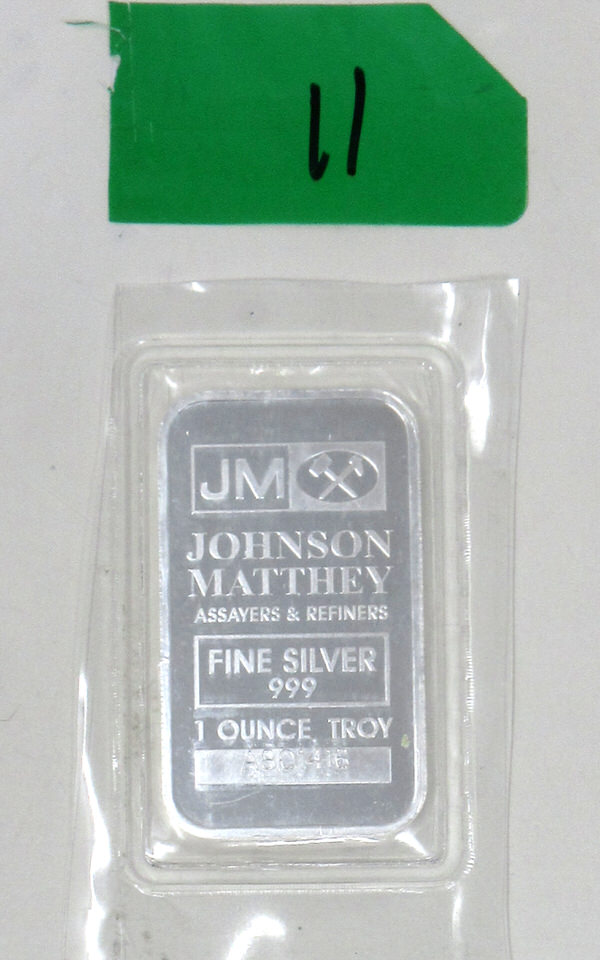 11
JM
JOHNSON
MATTHEY
ASSAYERS & REFINERS
FINE SILVER
999
1 OUNCE TROY